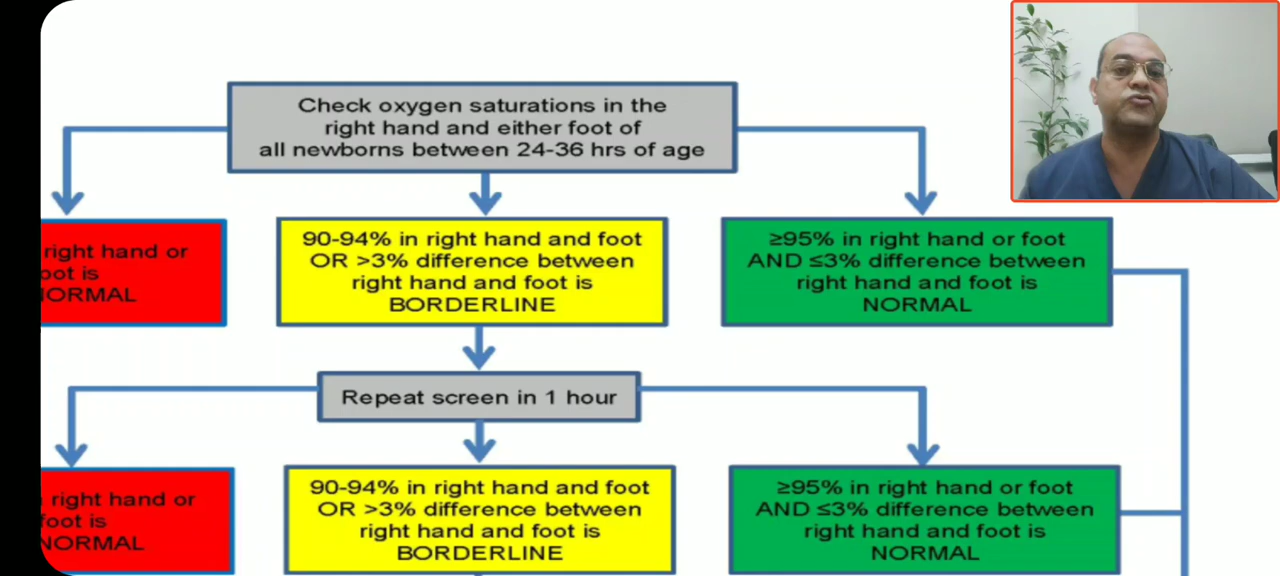 Check oxygen saturations in the
right hand and either foot of
all newborns between 24-36 hrs of age
right hand or
is
90-94% in right hand and foot
OR >3% difference between
right hand and foot is
BORDERLINE
≥95% in right hand or foot
AND ≤3% difference between
right hand and foot is
NORMAL
Repeat screen in 1 hour
right hand or
foot is
90-94% in right hand and foot
OR >3% difference between
right hand and foot is
BORDERLINE
≥95% in right hand or foot
AND ≤3% difference between
right hand and foot is
NORMAL